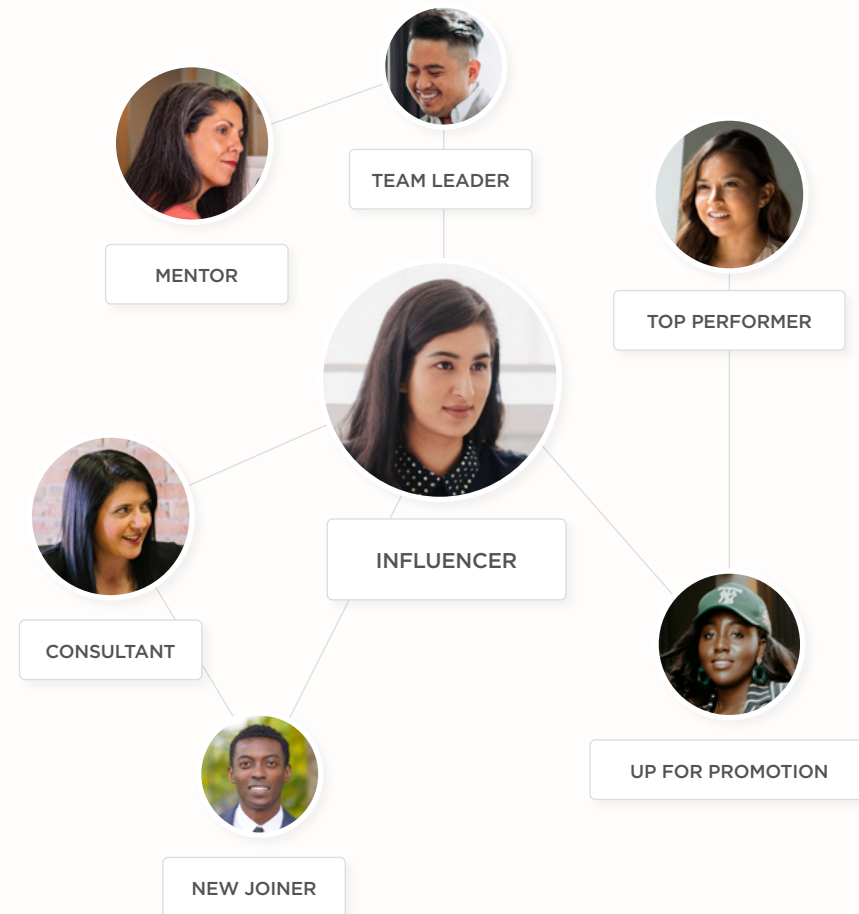 TEAM LEADER
MENTOR
TOP PERFORMER
INFLUENCER
CONSULTANT
UP FOR PROMOTION
NEW JOINER